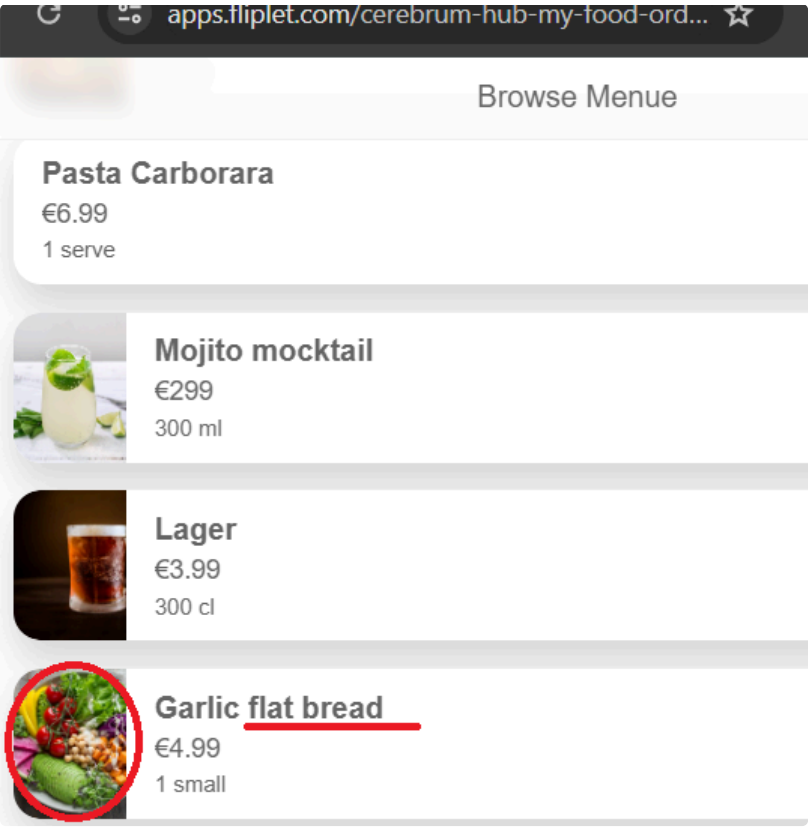 apps.fliplet.com/cerebrum-hub-my-food-ord...
Browse Menue
Pasta Carborara
€6.99
1 serve
Mojito mocktail
€299
300 ml
Lager
€3.99
300 cl
Garlic flat bread
€4.99
1 small